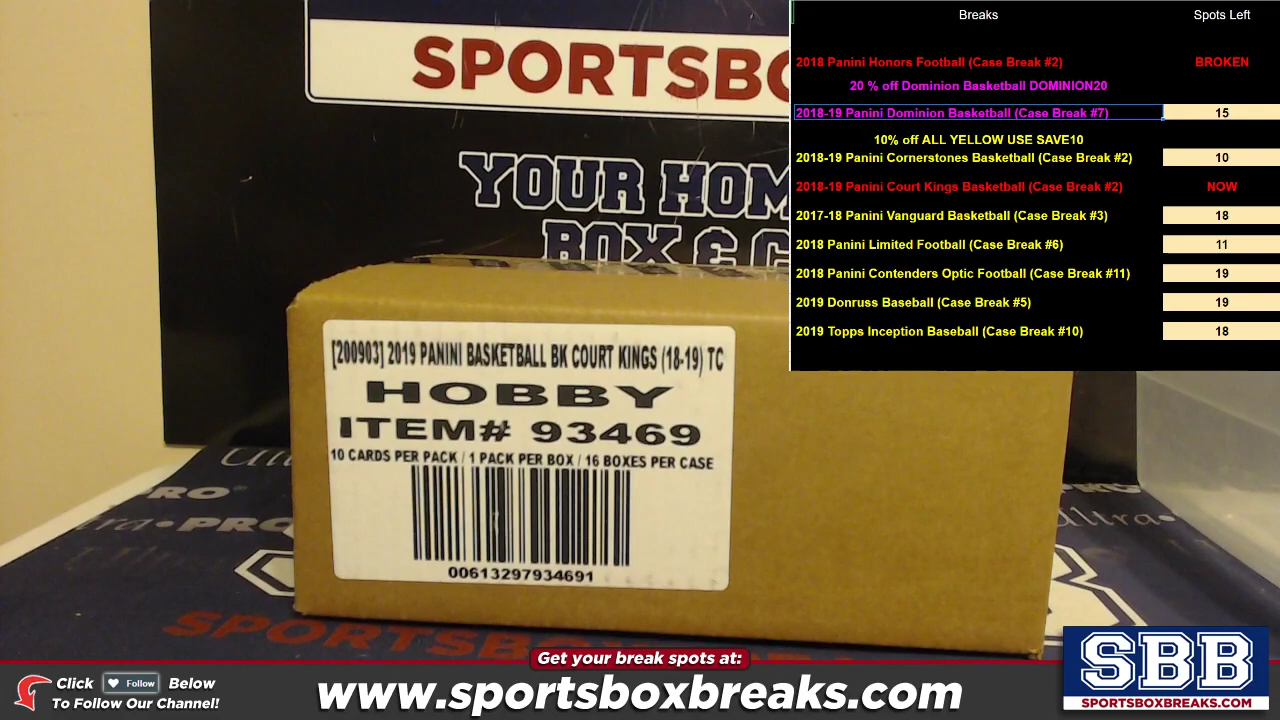 SPORTSBO
YOUR HOM
BOX & C
Breaks Spots Left
2018 Panini Honors Football (Case Break #2) BROKEN
20 % off Dominion Basketball DOMINION20
2018-19 Panini Dominion Basketball (Case Break #7) 15
10% off ALL YELLOW USE SAVE10
2018-19 Panini Cornerstones Basketball (Case Break #2) 10
2018-19 Panini Court Kings Basketball (Case Break #2) NOW
2017-18 Panini Vanguard Basketball (Case Break #3) 18
2018 Panini Limited Football (Case Break #6) 11
2018 Panini Contenders Optic Football (Case Break #11) 19
2019 Donruss Baseball (Case Break #5) 19
2019 Topps Inception Baseball (Case Break #10) 18
[200903] 2019 PANINI BASKETBALL BK COURT KINGS (18-19) TC
HOBBY
ITEM# 93469
10 CARDS PER PACK / 1 PACK PER BOX / 16 BOXES PER CASE
00613297934691
PRO
PRO
Ultra
SPORTSB
Get your break spots at:
Click Follow Below
To Follow Our Channel!
www.sportsboxbreaks.com
SBB
SPORTSBOXBREAKS.COM